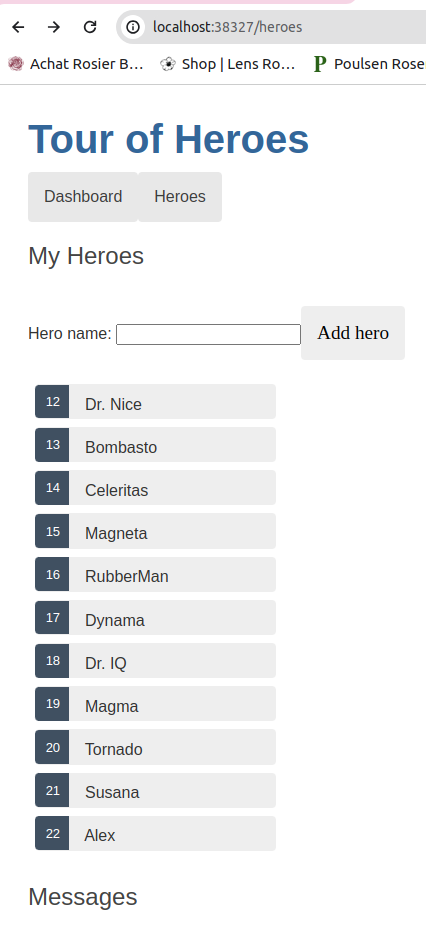 localhost:38327/heroes
Achat Rosier B... Shop | Lens Ro... Poulsen Rose
Tour of Heroes
Dashboard Heroes
My Heroes
Hero name: Add hero
12 Dr. Nice
13 Bombasto
14 Celeritas
15 Magneta
16 RubberMan
17 Dynama
18 Dr. IQ
19 Magma
20 Tornado
21 Susana
22 Alex
Messages